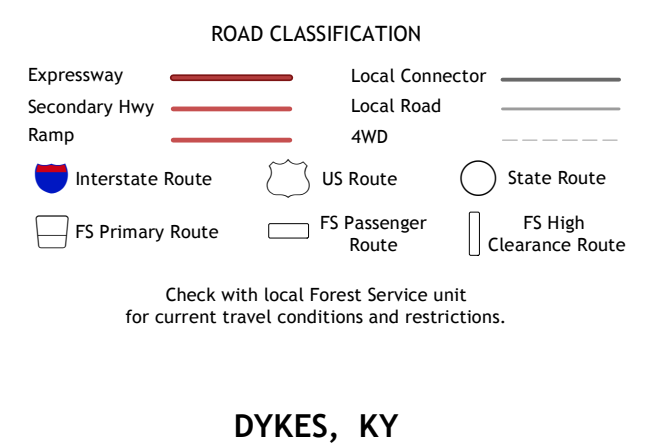 ROAD CLASSIFICATION
Expressway
Local Connector
Secondary Hwy
Local Road
Ramp
4WD
Interstate Route
US Route
State Route
FS Primary Route
FS Passenger
Route
FS High
Clearance Route
Check with local Forest Service unit
for current travel conditions and restrictions.
DYKES, KY